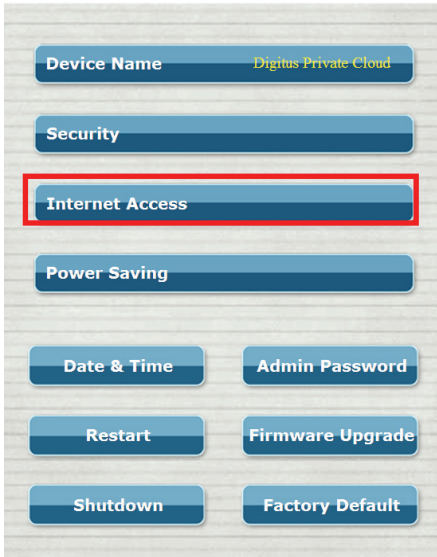 Device Name Digitus Private Cloud
Security
Internet Access
Power Saving
Date & Time Admin Password
Restart Firmware Upgrade
Shutdown Factory Default